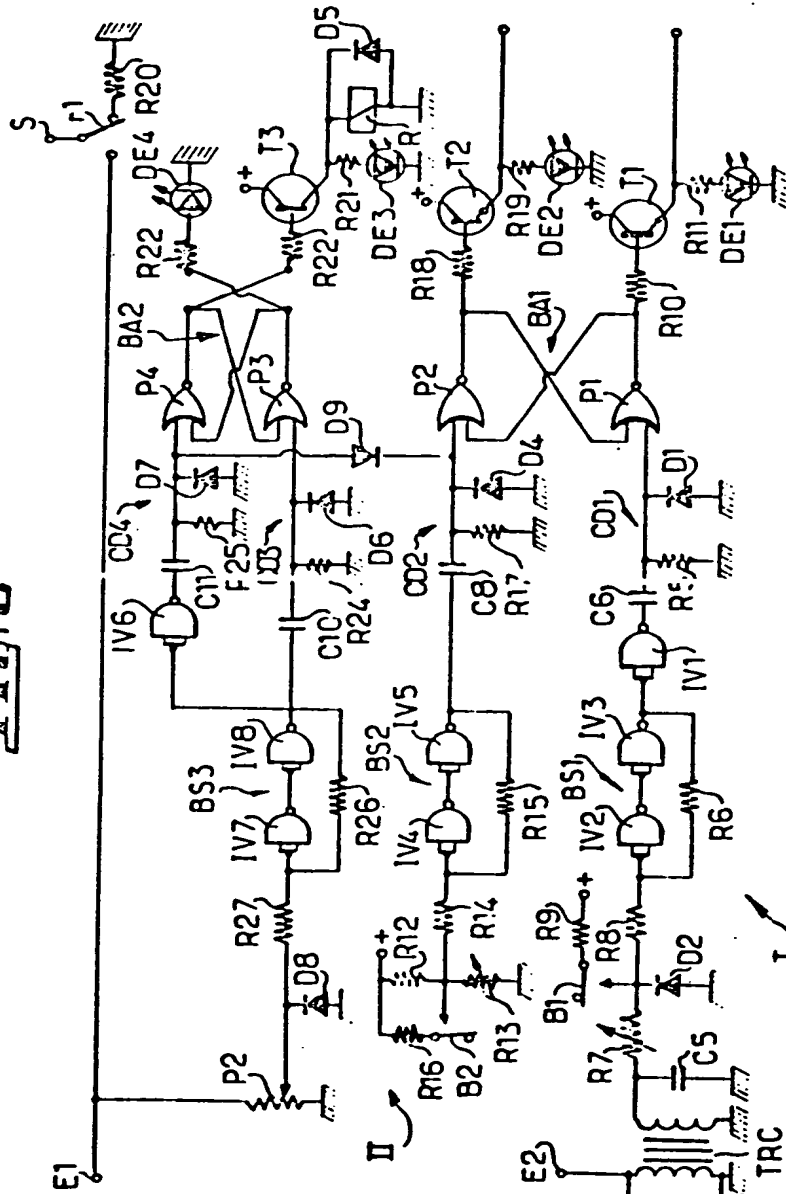 E1
S
r1
R20
DE4
R22
T3
+
D5
R
R21
DE3
R22
BA2
P4
P3
D9
D7
CD4
F25
C11
IV6
CD3
D6
R24
C10
IV8
BS3
IV7
R26
R27
D8
P2
T2
+
R19
DE2
R18
BA1
P2
D4
CD2
R17
C8
IV5
BS2
IV4
R15
R14
+
R12
R16
B2
R13
II
T1
+
R11
DE1
R10
P1
D1
CD1
C6
IV1
IV3
BS1
IV2
R6
+
R9
B1
R8
D2
R7
C5
E2
TRC
I